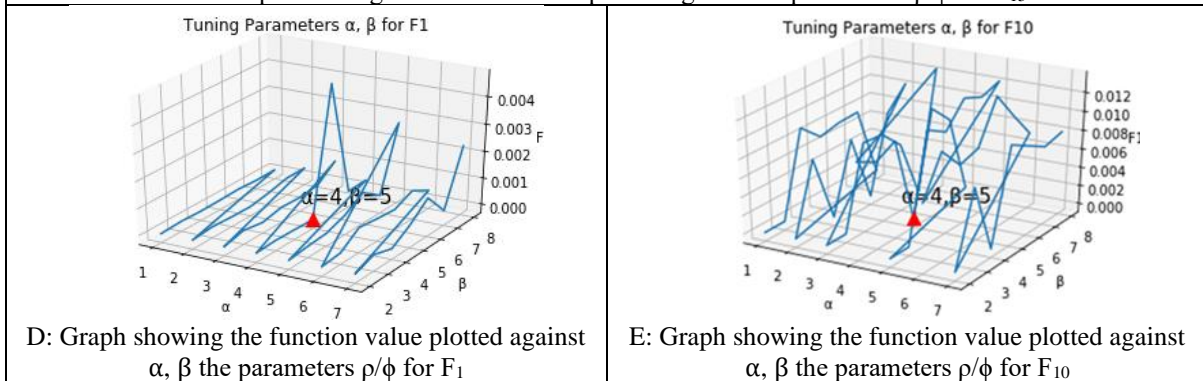 Tuning Parameters α, β for F1
0.004
0.003
F
0.002
0.001
0.000
α=4,β=5
8
7
6
5
4
3
2
β
1
2
3
4
5
6
7
α
D: Graph showing the function value plotted against
α, β the parameters ρ/ϕ for F1
Tuning Parameters α, β for F10
0.012
0.010
0.008
F1
0.006
0.004
0.002
0.000
α=4,β=5
8
7
6
5
4
3
2
β
1
2
3
4
5
6
7
α
E: Graph showing the function value plotted against
α, β the parameters ρ/ϕ for F10